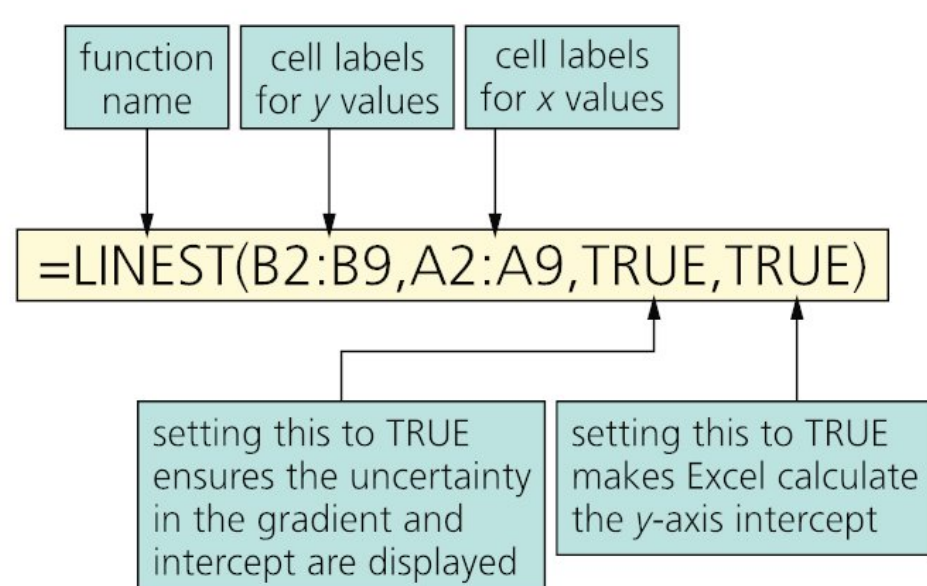 function
name
cell labels
for y values
cell labels
for x values
=LINEST(B2:B9,A2:A9,TRUE,TRUE)
setting this to TRUE
ensures the uncertainty
in the gradient and
intercept are displayed
setting this to TRUE
makes Excel calculate
the y-axis intercept